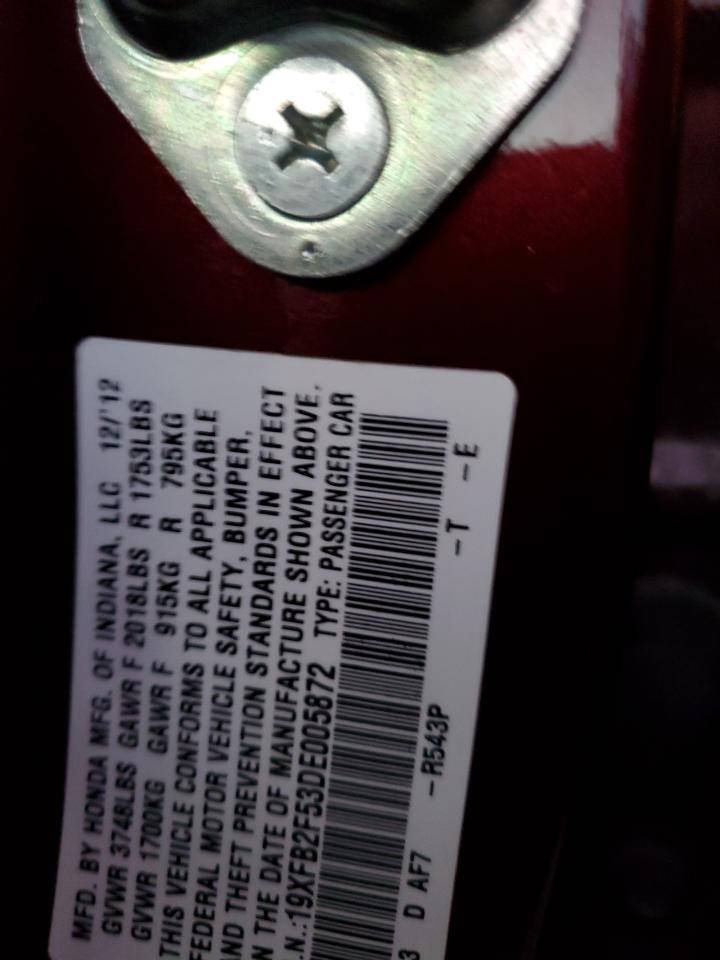 MFD. BY HONDA MFG. OF INDIANA, LLC 12/'12
GVWR 3748LBS GAWR F 2018LBS R 1753LBS
GVWR 1700KG GAWR F 915KG R 795KG
THIS VEHICLE CONFORMS TO ALL APPLICABLE
FEDERAL MOTOR VEHICLE SAFETY, BUMPER,
AND THEFT PREVENTION STANDARDS IN EFFECT
ON THE DATE OF MANUFACTURE SHOWN ABOVE.
.N.:19XFB2F53DE005872 TYPE: PASSENGER CAR
3 D AF7 -R543P -T -E